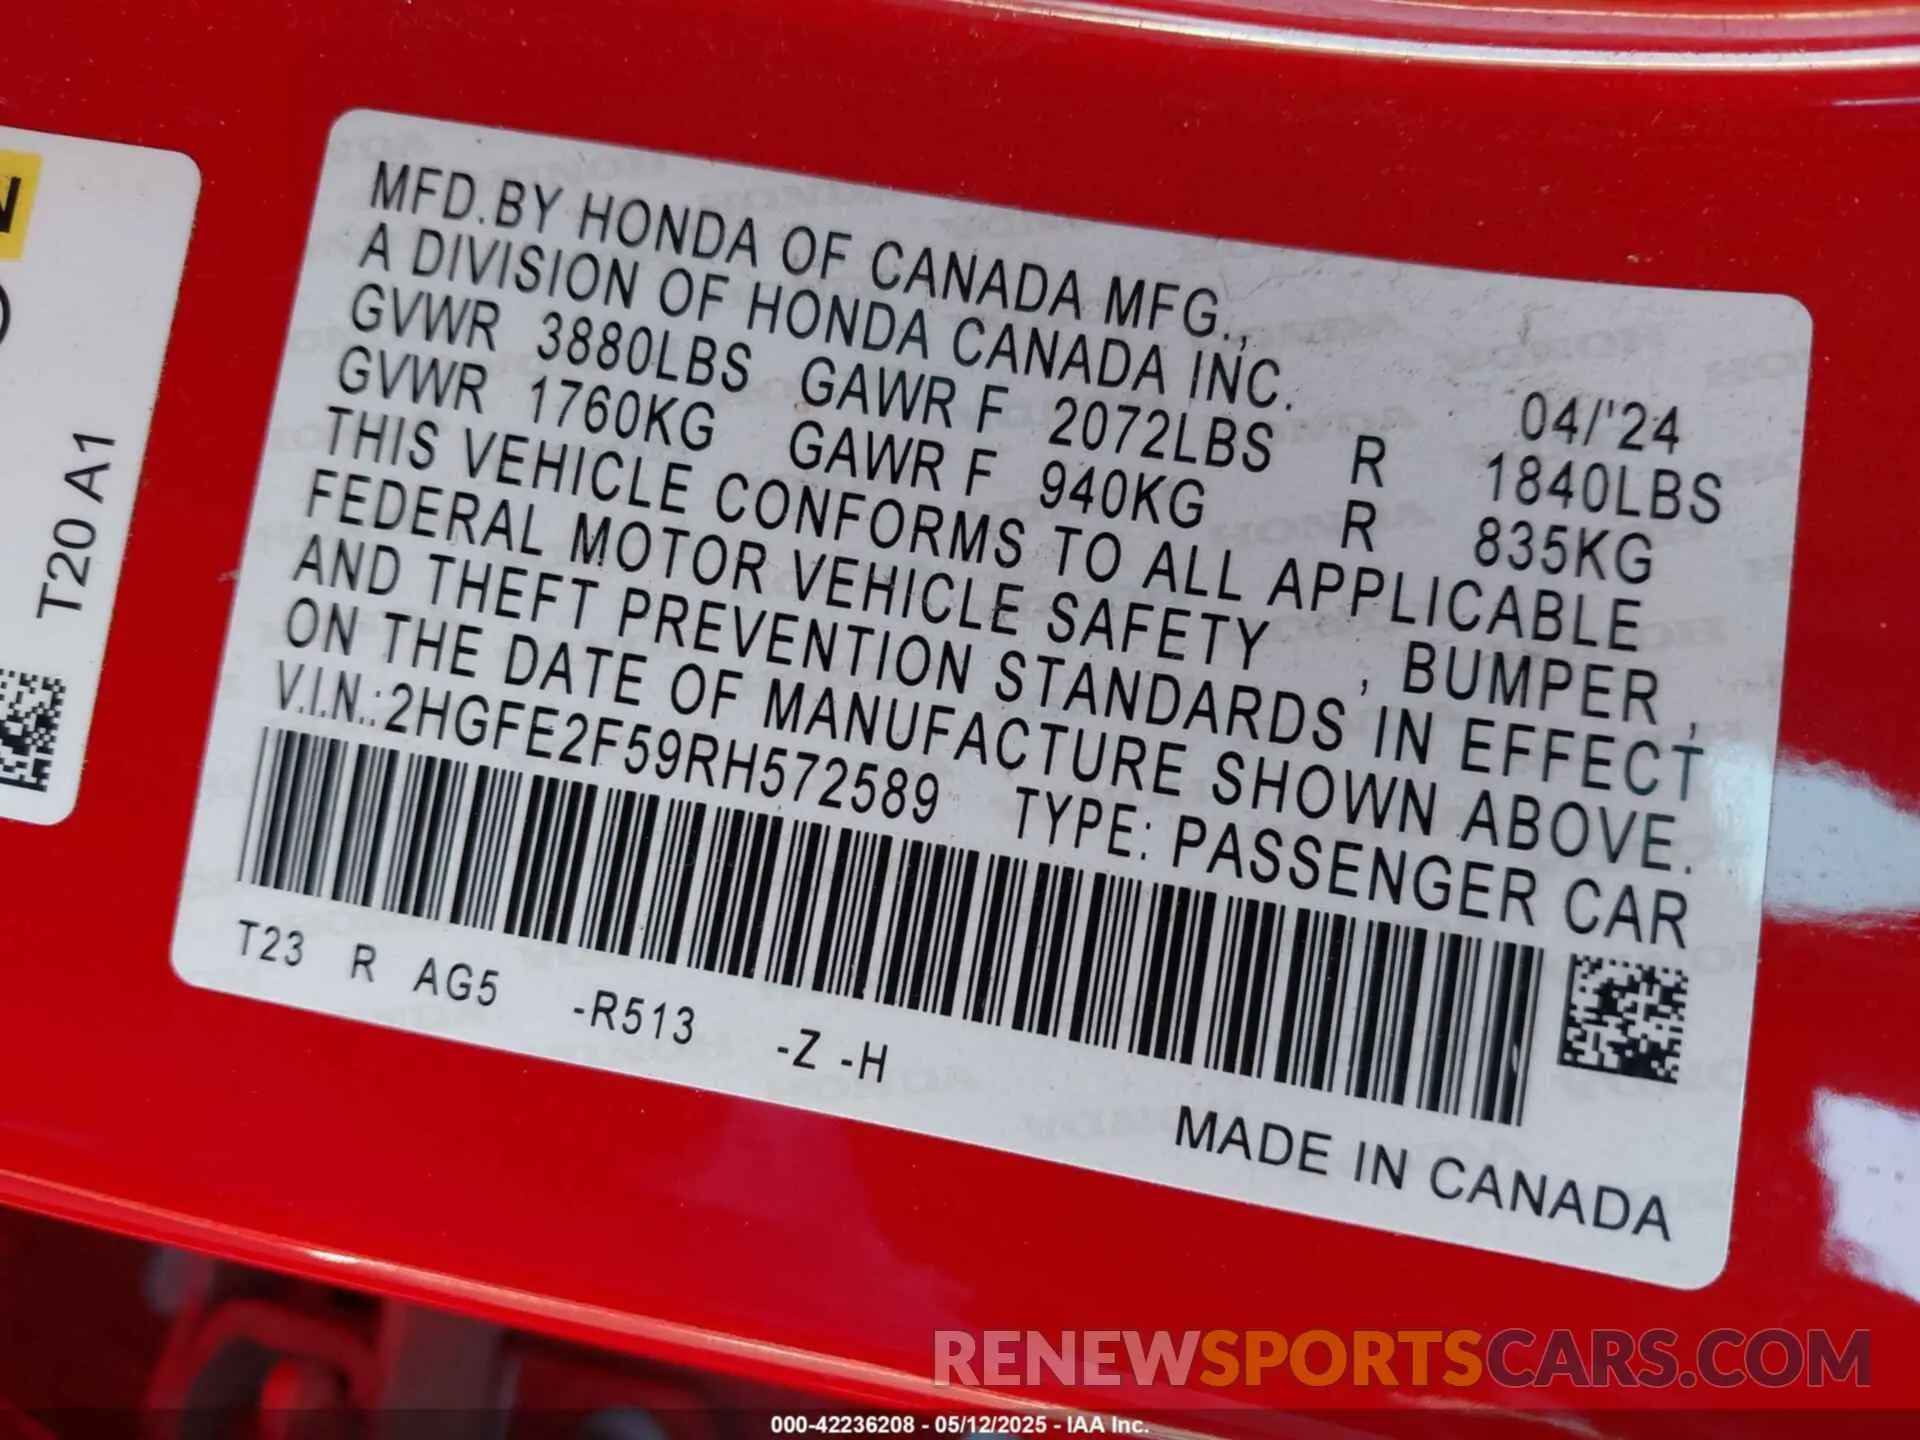 MFD.BY HONDA OF CANADA MFG.,
A DIVISION OF HONDA CANADA INC. 04/'24
GVWR 3880LBS GAWR F 2072LBS R 1840LBS
GVWR 1760KG GAWR F 940KG R 835KG
THIS VEHICLE CONFORMS TO ALL APPLICABLE
FEDERAL MOTOR VEHICLE SAFETY , BUMPER ,
AND THEFT PREVENTION STANDARDS IN EFFECT
ON THE DATE OF MANUFACTURE SHOWN ABOVE.
V.I.N.:2HGFE2F59RH572589 TYPE: PASSENGER CAR
T23 R AG5 -R513 -Z -H
MADE IN CANADA
T20 A1
RENEWSPORTSCARS.COM
000-42236208 - 05/12/2025 - IAA Inc.